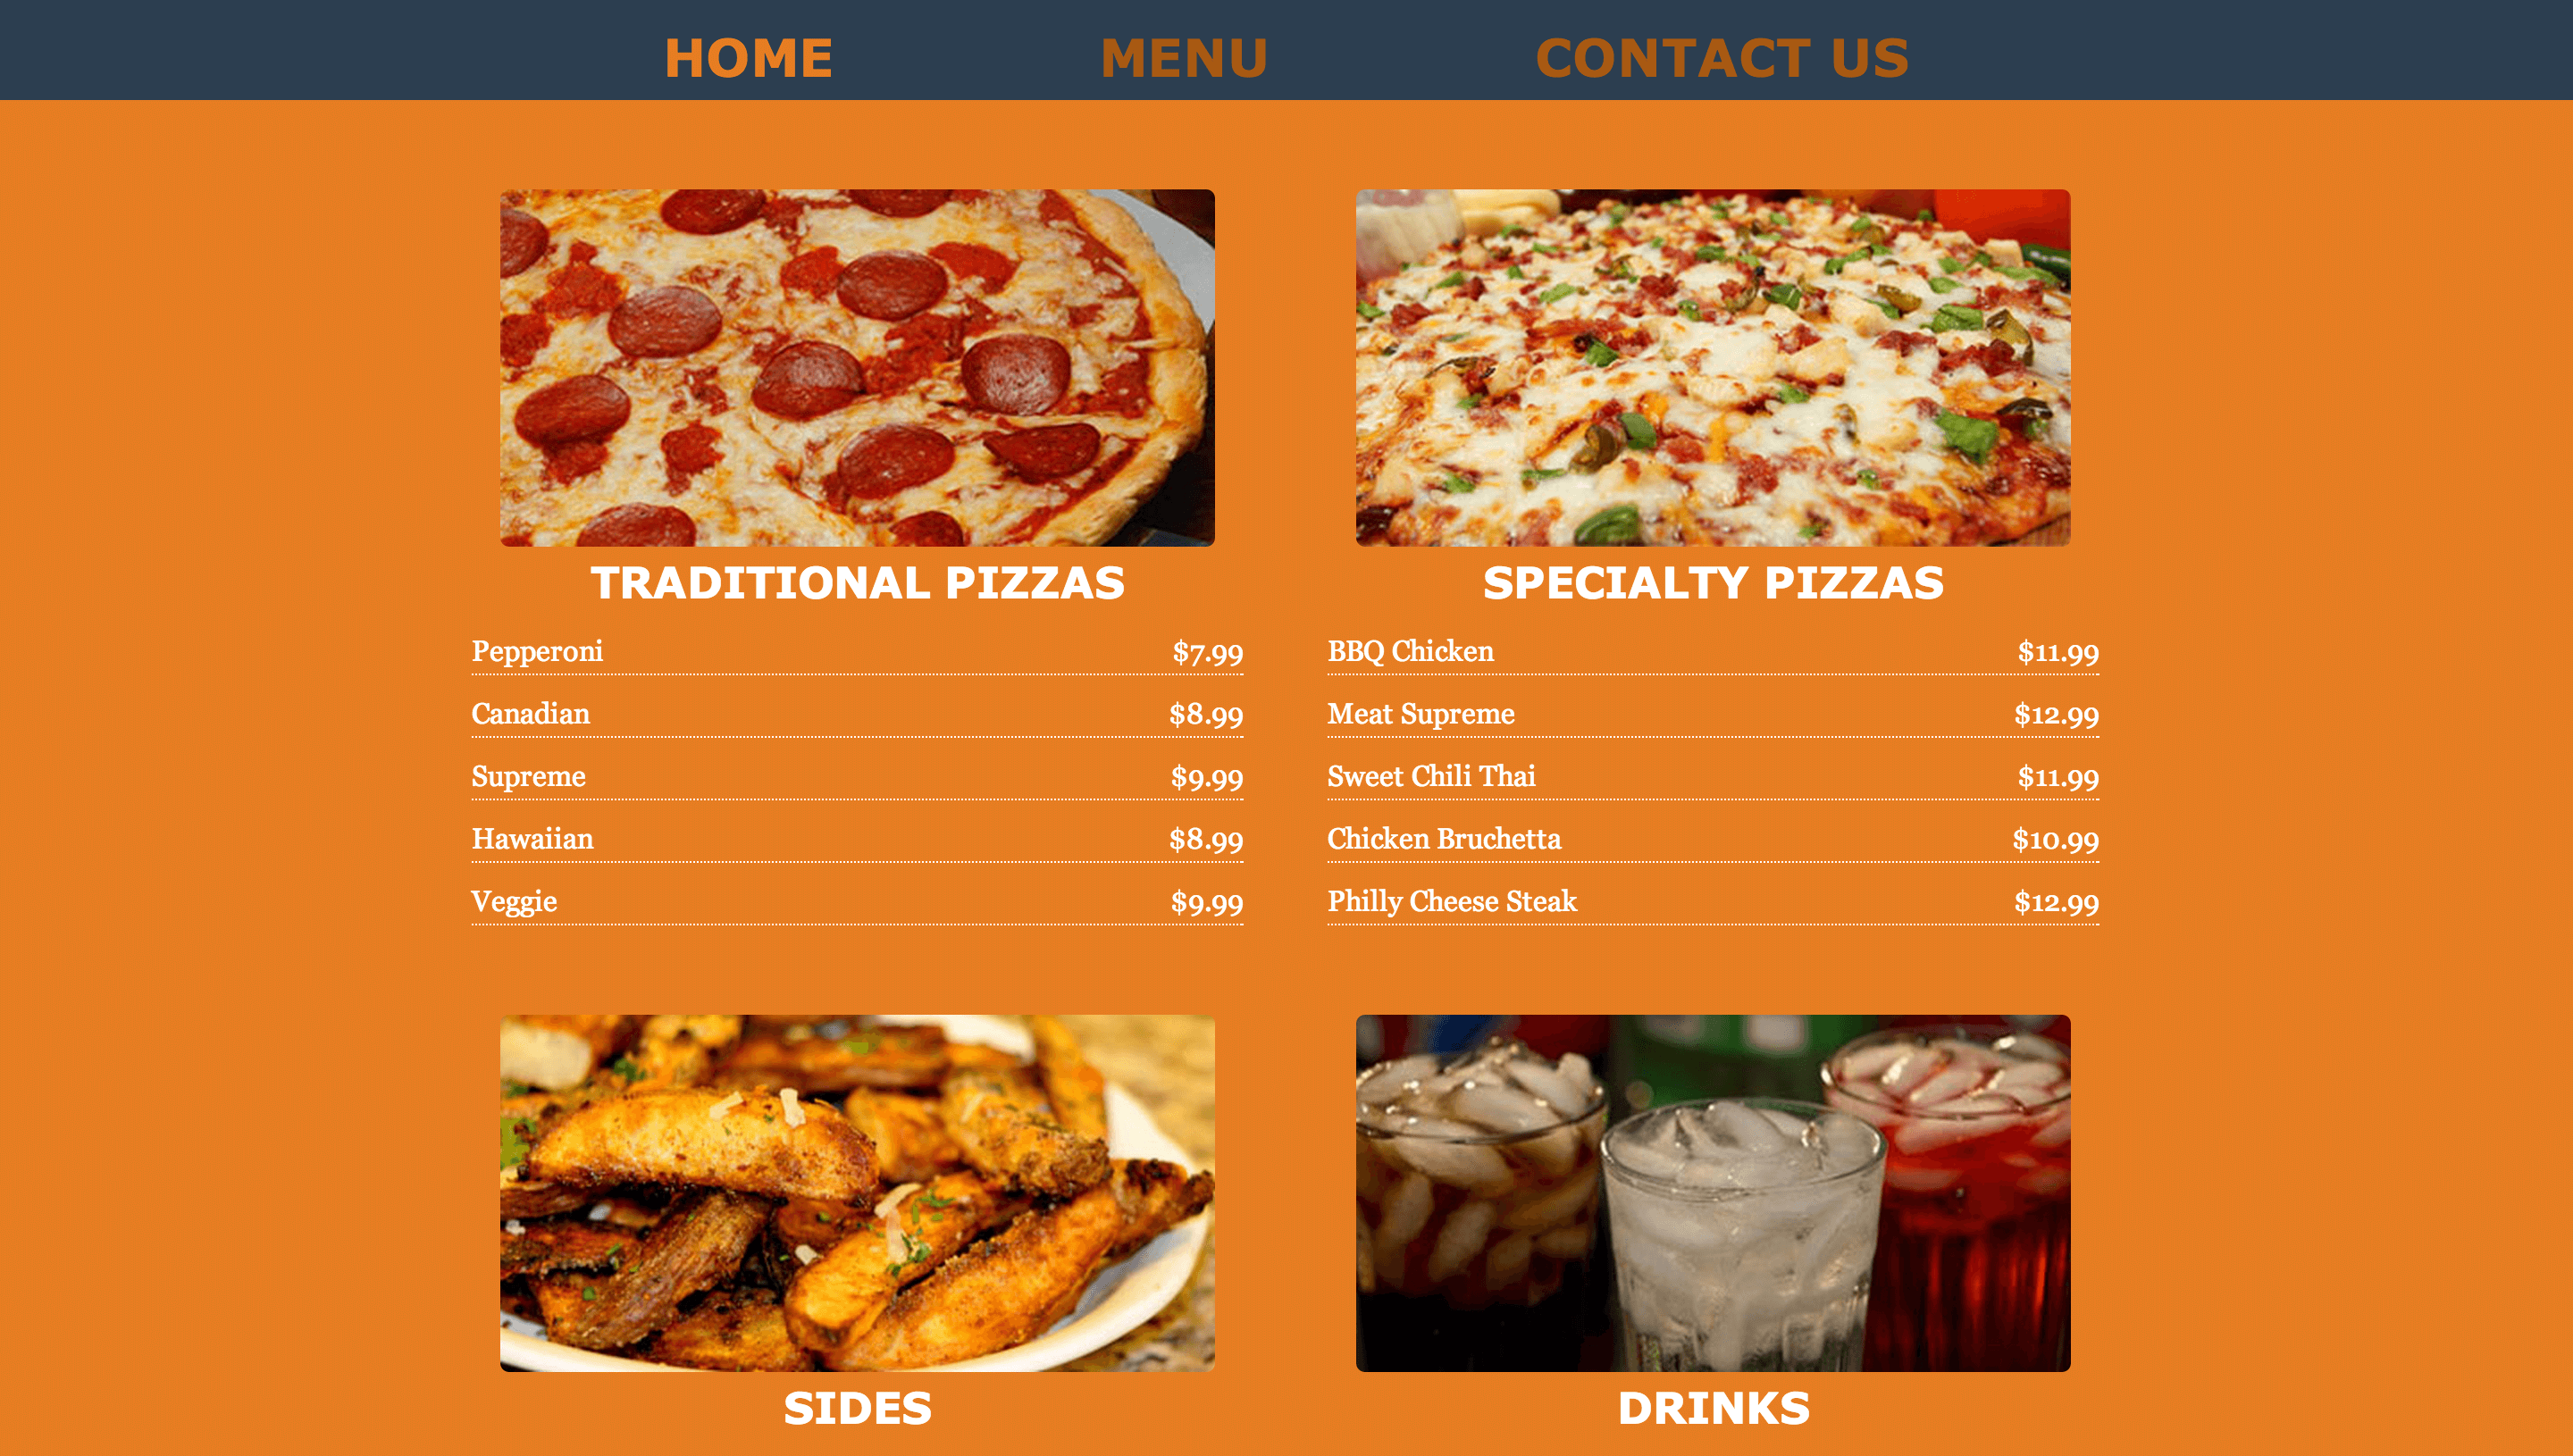 HOME MENU CONTACT US
TRADITIONAL PIZZAS
Pepperoni $7.99
Canadian $8.99
Supreme $9.99
Hawaiian $8.99
Veggie $9.99
SPECIALTY PIZZAS
BBQ Chicken $11.99
Meat Supreme $12.99
Sweet Chili Thai $11.99
Chicken Bruchetta $10.99
Philly Cheese Steak $12.99
SIDES
DRINKS